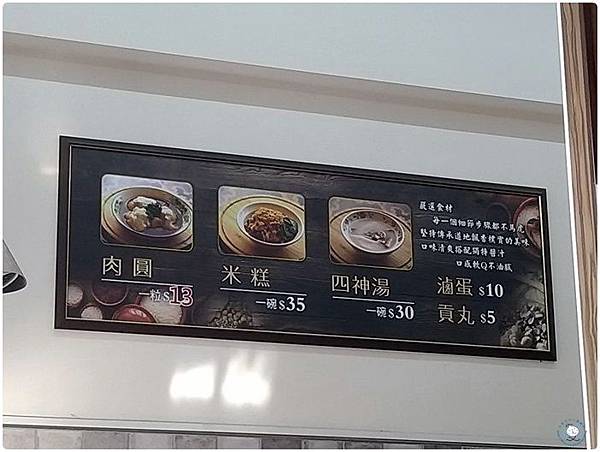 肉圓
一粒$13
米糕
一碗$35
四神湯
一碗$30
嚴選食材
每一個細節步驟都不馬虎
堅持傳承道地飄香樸實的美味
口味清爽搭配獨特醬汁
口感軟Q不油膩
滷蛋 $10
貢丸 $5